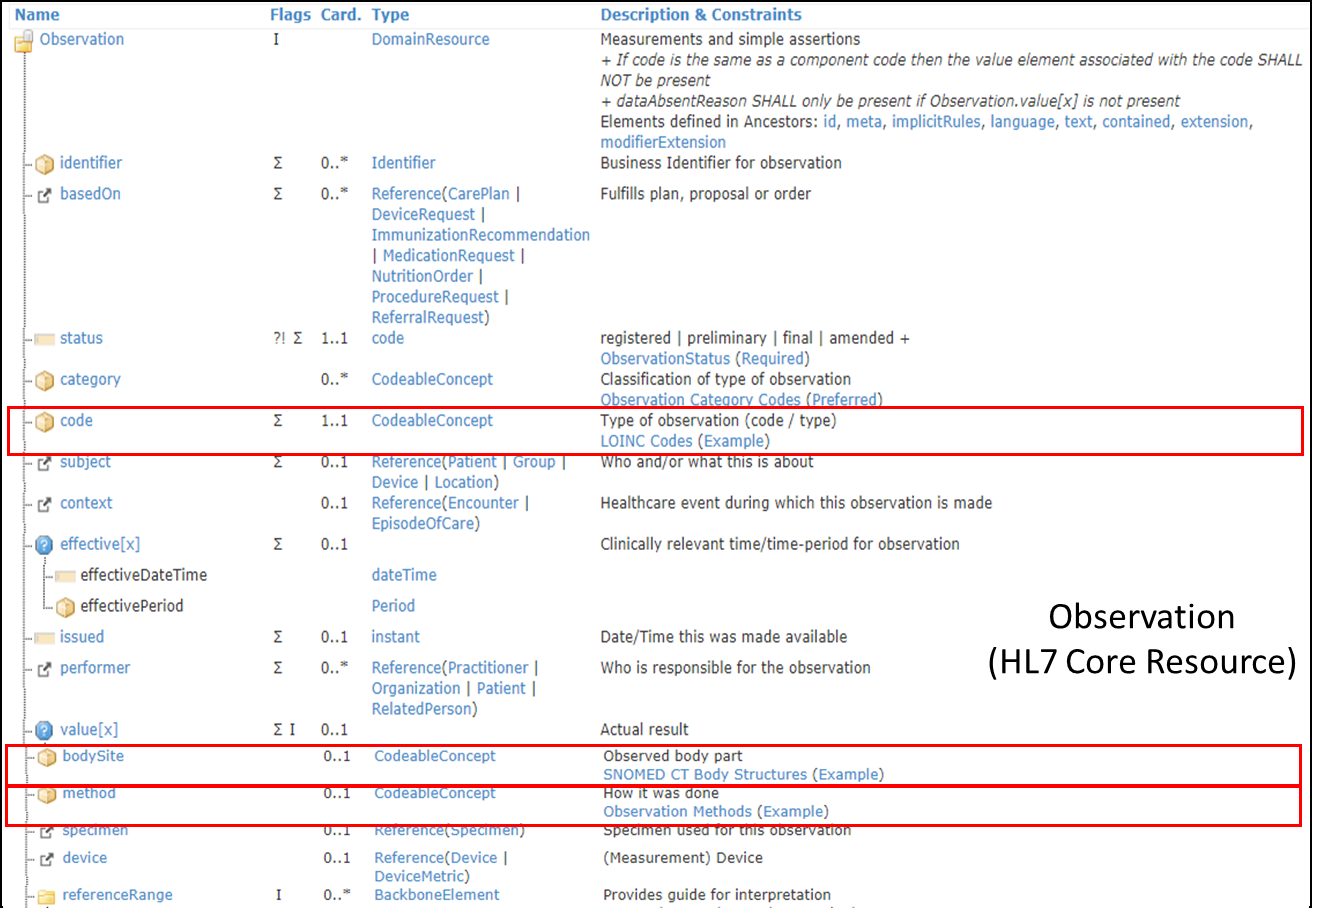 Name Flags Card. Type Description & Constraints
Observation I DomainResource Measurements and simple assertions
+ If code is the same as a component code then the value element associated with the code SHALL
NOT be present
+ dataAbsentReason SHALL only be present if Observation.value[x] is not present
Elements defined in Ancestors: id, meta, implicitRules, language, text, contained, extension,
modifierExtension
identifier Σ 0..* Identifier Business Identifier for observation
basedOn Σ 0..* Reference(CarePlan | Fulfills plan, proposal or order
DeviceRequest |
ImmunizationRecommendation
| MedicationRequest |
NutritionOrder |
ProcedureRequest |
ReferralRequest)
status ?! Σ 1..1 code registered | preliminary | final | amended +
ObservationStatus (Required)
category 0..* CodeableConcept Classification of type of observation
Observation Category Codes (Preferred)
code Σ 1..1 CodeableConcept Type of observation (code / type)
LOINC Codes (Example)
subject Σ 0..1 Reference(Patient | Group | Who and/or what this is about
Device | Location)
context 0..1 Reference(Encounter | Healthcare event during which this observation is made
EpisodeOfCare)
effective[x] Σ 0..1 Clinically relevant time/time-period for observation
effectiveDateTime dateTime
effectivePeriod Period
issued Σ 0..1 instant Date/Time this was made available
performer Σ 0..* Reference(Practitioner | Who is responsible for the observation
Organization | Patient |
RelatedPerson)
value[x] Σ I 0..1 Actual result
bodySite 0..1 CodeableConcept Observed body part
SNOMED CT Body Structures (Example)
method 0..1 CodeableConcept How it was done
Observation Methods (Example)
specimen 0..1 Reference(Specimen) Specimen used for this observation
device 0..1 Reference(Device | (Measurement) Device
DeviceMetric)
referenceRange I 0..* BackboneElement Provides guide for interpretation
Observation
(HL7 Core Resource)